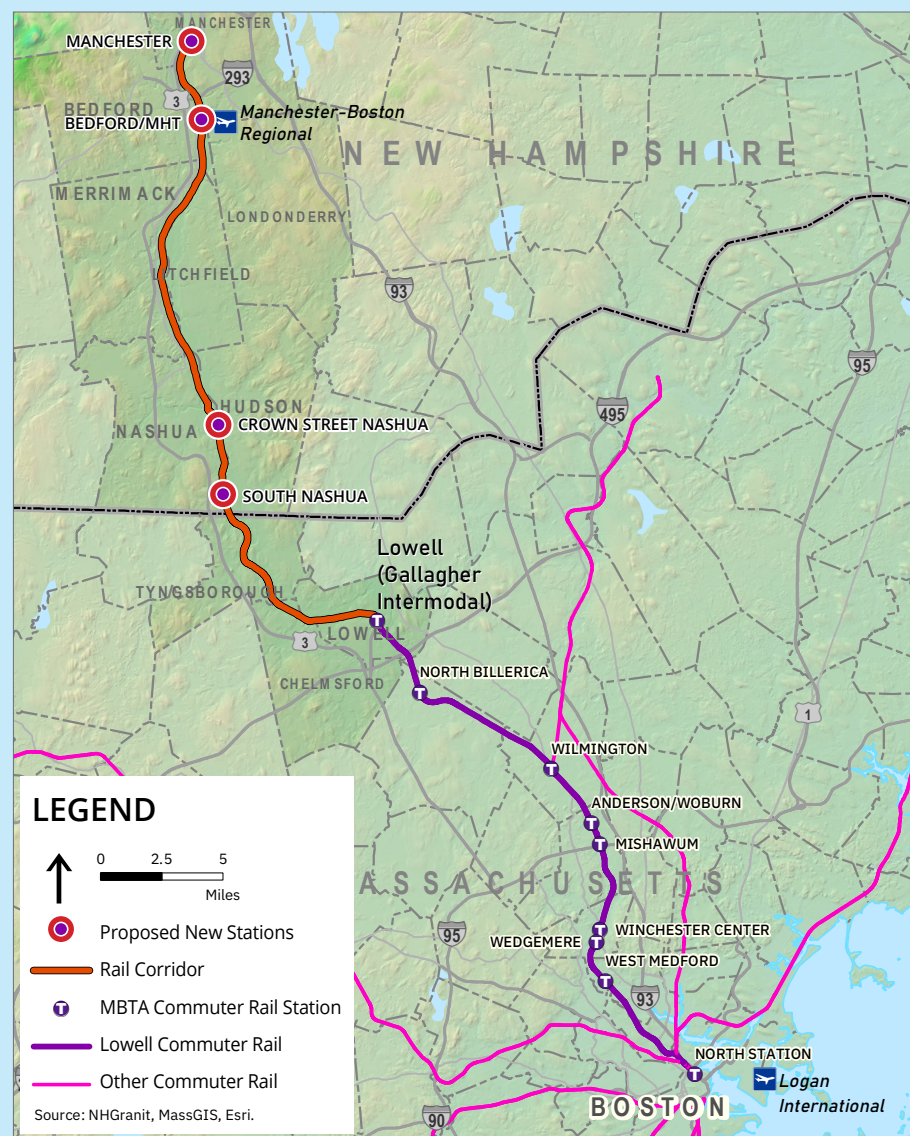 MANCHESTER
MANCHESTER
293
3
BEDFORD
BEDFORD/MHT
Manchester-Boston
Regional
NEW HAMPSHIRE
MERRIMACK
LONDONDERRY
LITCHFIELD
93
95
HUDSON
495
CROWN STREET NASHUA
NASHUA
SOUTH NASHUA
Lowell
(Gallagher
Intermodal)
TYNGSBOROUGH
LOWELL
3
CHELMSFORD
NORTH BILLERICA
1
WILMINGTON
ANDERSON/WOBURN
MISHAWUM
ASSACHUSETTS
WINCHESTER CENTER
WEDGEMERE
95
WEST MEDFORD
93
NORTH STATION
Logan
International
BOSTON
90
LEGEND
0 2.5 5
Miles
Proposed New Stations
Rail Corridor
T MBTA Commuter Rail Station
Lowell Commuter Rail
Other Commuter Rail
Source: NHGranit, MassGIS, Esri.